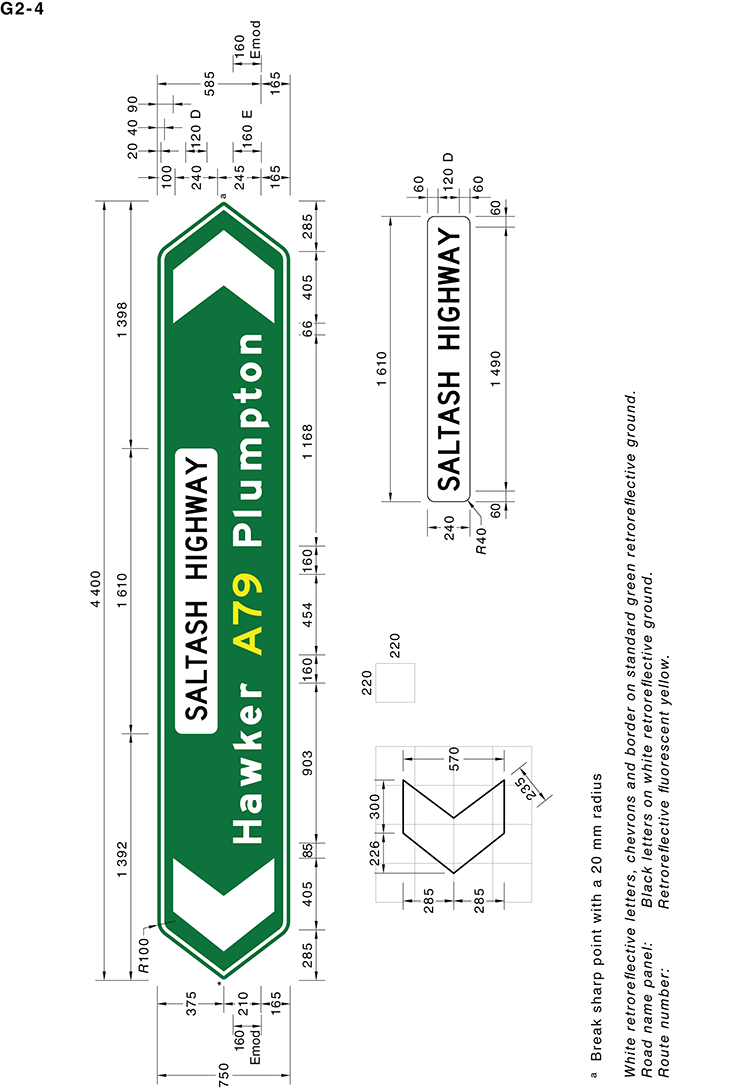 G2-4
4 400
1 392
1 610
1 398
R100
20
40
90
375
100
240
120 D
585
SALTASH HIGHWAY
*
a
750
210
160
Emod
245
160 E
160
Emod
Hawker A79 Plumpton
165
165
165
285
405
85
903
160
454
160
1 168
66
405
285
226
300
570
285
285
235
220
220
1 610
60
120 D
60
240
SALTASH HIGHWAY
R40
60
1 490
60
a Break sharp point with a 20 mm radius
White retroreflective letters, chevrons and border on standard green retroreflective ground.
Road name panel: Black letters on white retroreflective ground.
Route number: Retroreflective fluorescent yellow.